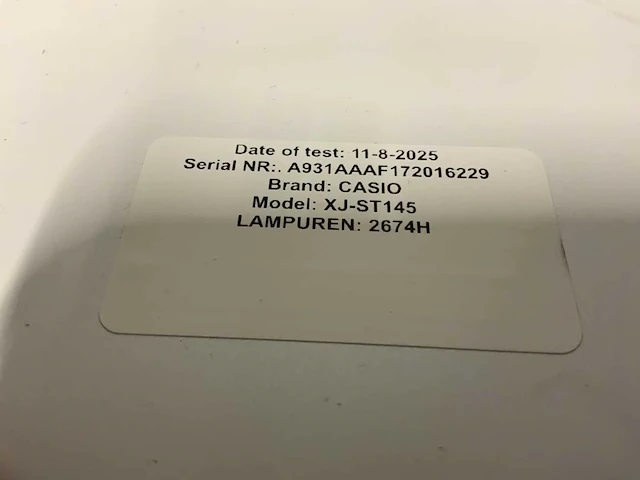 Date of test: 11-8-2025
Serial NR:. A931AAAF172016229
Brand: CASIO
Model: XJ-ST145
LAMPUREN: 2674H